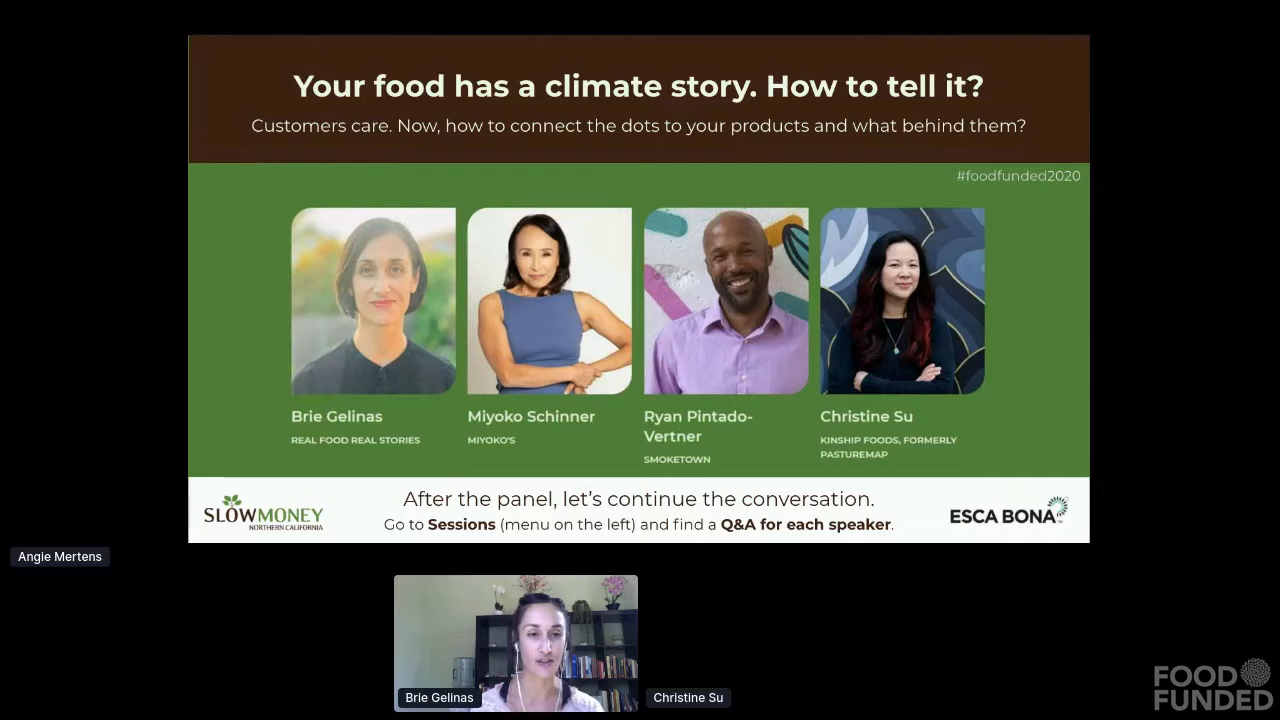 Your food has a climate story. How to tell it?
Customers care. Now, how to connect the dots to your products and what behind them?
#foodfunded2020
Brie Gelinas
REAL FOOD REAL STORIES
Miyoko Schinner
MIYOKO'S
Ryan Pintado-
Vertner
SMOKETOWN
Christine Su
KINSHIP FOODS, FORMERLY
PASTUREMAP
SLOWMONEY
NORTHERN CALIFORNIA
After the panel, let's continue the conversation.
Go to Sessions (menu on the left) and find a Q&A for each speaker.
ESCA BONA
Angie Mertens
Brie Gelinas
Christine Su
FOOD
FUNDED